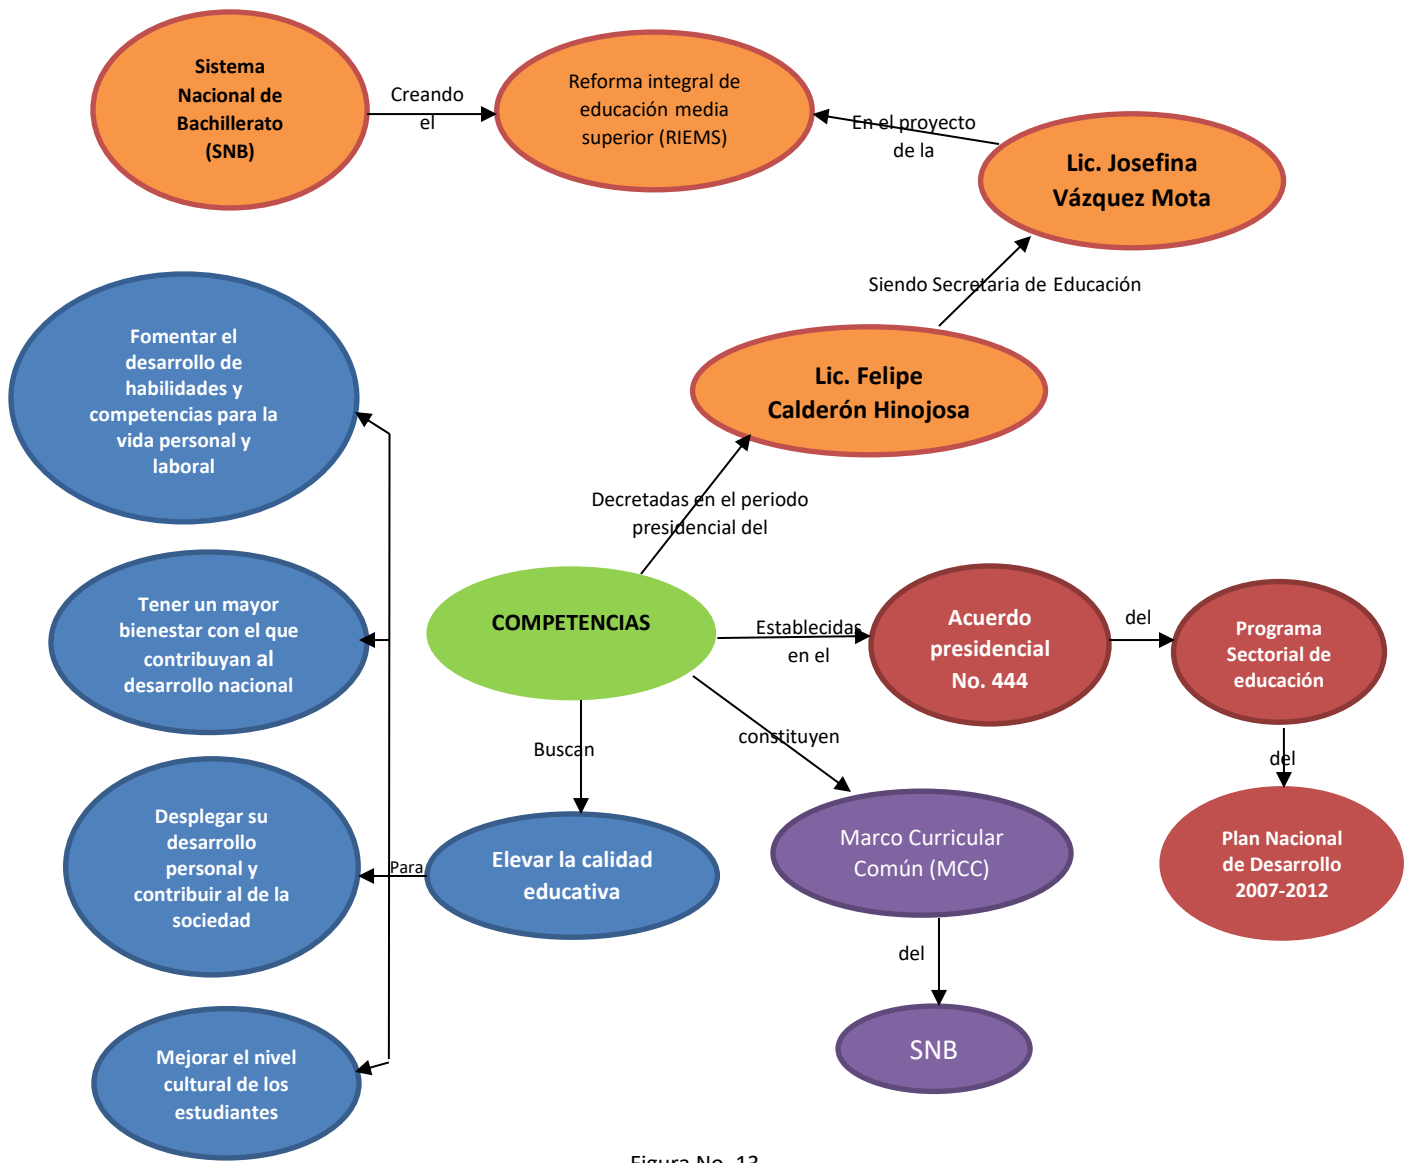 Sistema
Nacional de
Bachillerato
(SNB)
Creando
el
Reforma integral de
educación media
superior (RIEMS)
En el proyecto
de la
Lic. Josefina
Vázquez Mota
Siendo Secretaria de Educación
Lic. Felipe
Calderón Hinojosa
Decretadas en el periodo
presidencial del
COMPETENCIAS
Establecidas
en el
Acuerdo
presidencial
No. 444
del
Programa
Sectorial de
educación
del
Plan Nacional
de Desarrollo
2007-2012
constituyen
Marco Curricular
Común (MCC)
del
SNB
Buscan
Elevar la calidad
educativa
Para
Fomentar el
desarrollo de
habilidades y
competencias para la
vida personal y
laboral
Tener un mayor
bienestar con el que
contribuyan al
desarrollo nacional
Desplegar su
desarrollo
personal y
contribuir al de la
sociedad
Mejorar el nivel
cultural de los
estudiantes
Figura No. 13